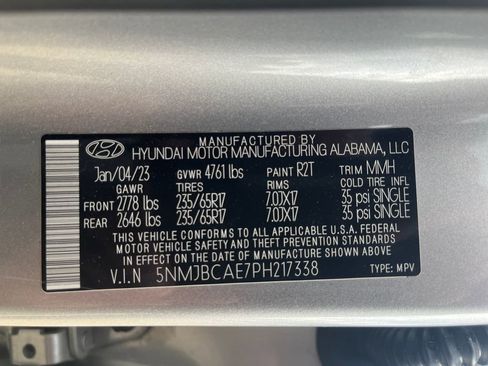 MANUFACTURED BY
HYUNDAI MOTOR MANUFACTURING ALABAMA, LLC
Jan/04/23 GVWR 4761 lbs PAINT R2T TRIM MMH
GAWR TIRES RIMS COLD TIRE INFL
FRONT 2778 lbs 235/65R17 7.0JX17 35 psi SINGLE
REAR 2646 lbs 235/65R17 7.0JX17 35 psi SINGLE
THIS VEHICLE CONFORMS TO ALL APPLICABLE U.S.A. FEDERAL
MOTOR VEHICLE SAFETY, BUMPER, AND THEFT PREVENTION
STANDARDS IN EFFECT ON THE DATE OF
MANUFACTURE SHOWN ABOVE.
V.I.N 5NMJBCAE7PH217338 TYPE: MPV